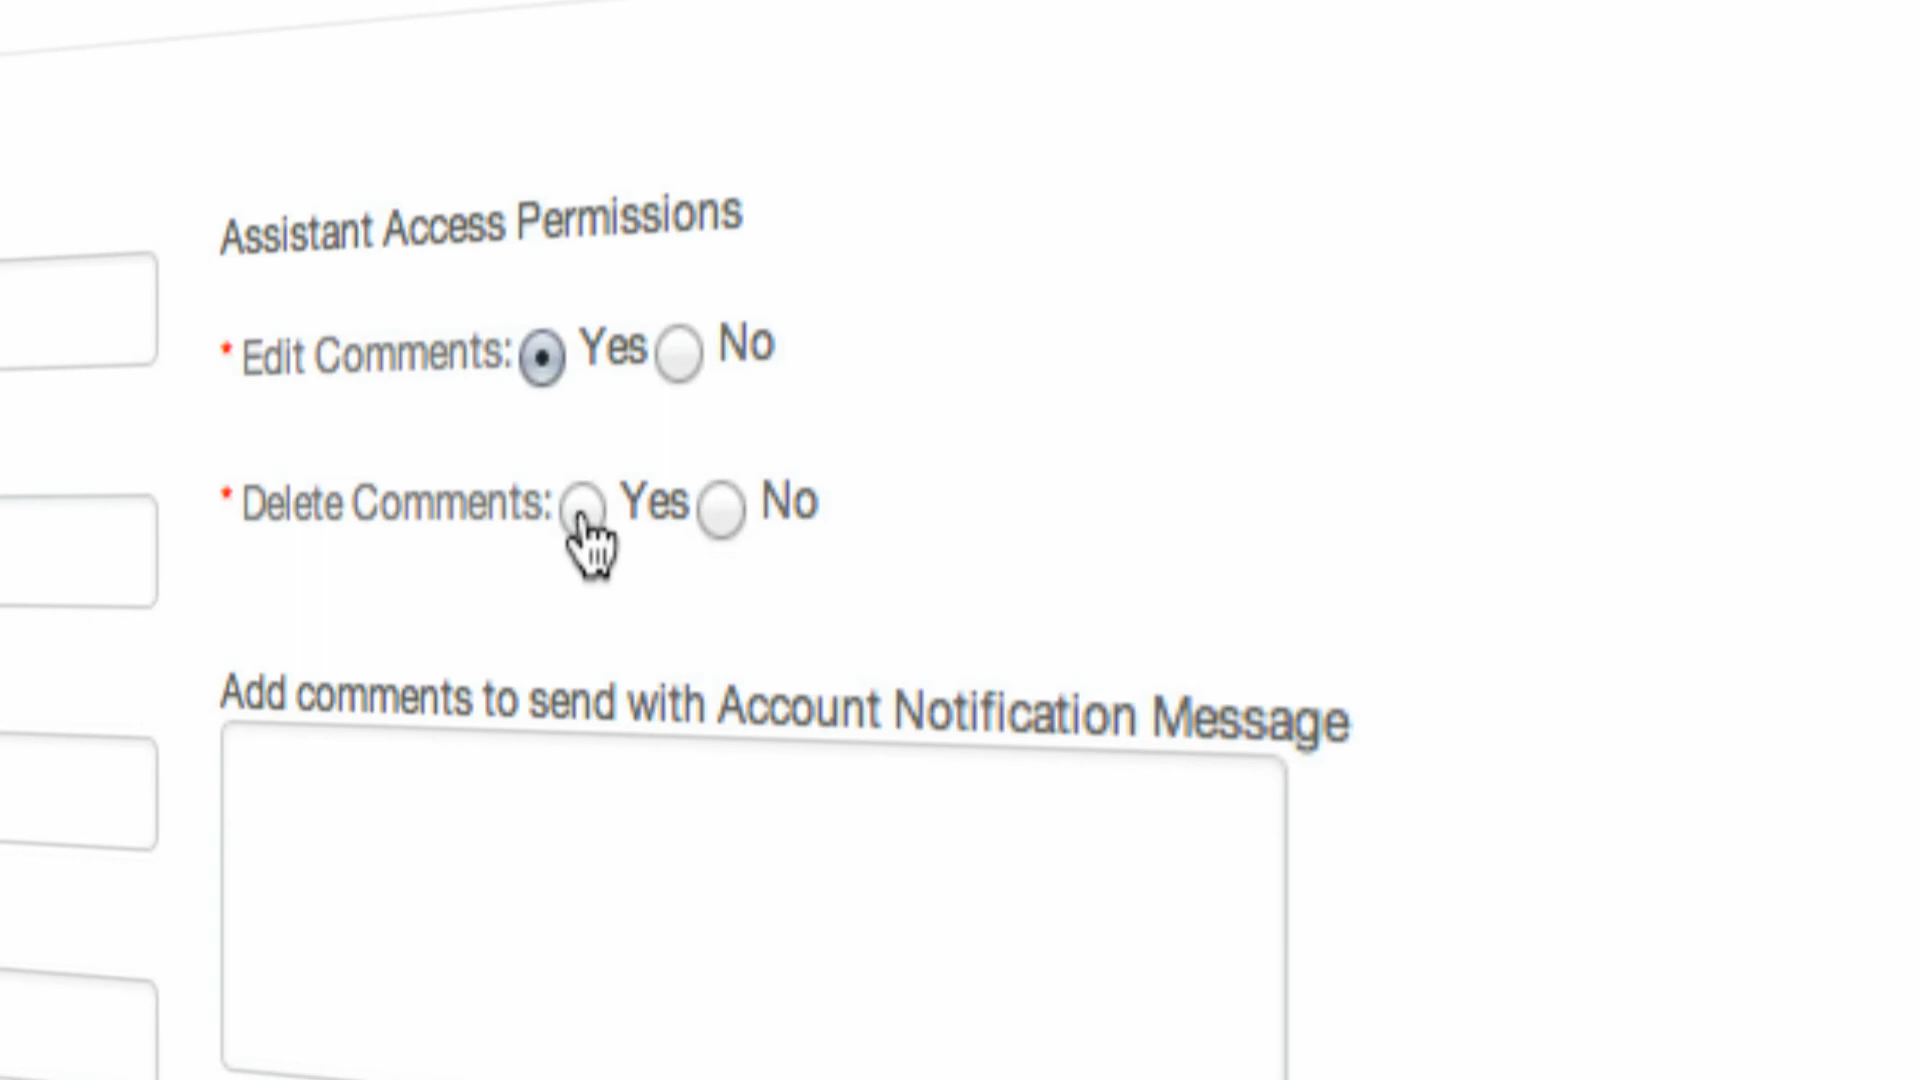 Assistant Access Permissions
* Edit Comments: Yes No
* Delete Comments: Yes No
Add comments to send with Account Notification Message